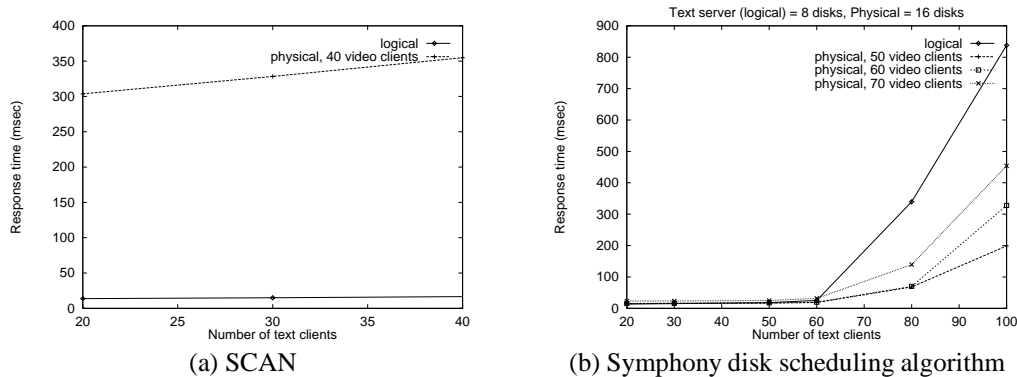 400
350
300
250
200
150
100
50
0
Response time (msec)
logical
physical, 40 video clients
20 25 30 35 40
Number of text clients
(a) SCAN
Text server (logical) = 8 disks, Physical = 16 disks
900
800
700
600
500
400
300
200
100
0
Response time (msec)
logical
physical, 50 video clients
physical, 60 video clients
physical, 70 video clients
20 30 40 50 60 70 80 90 100
Number of text clients
(b) Symphony disk scheduling algorithm